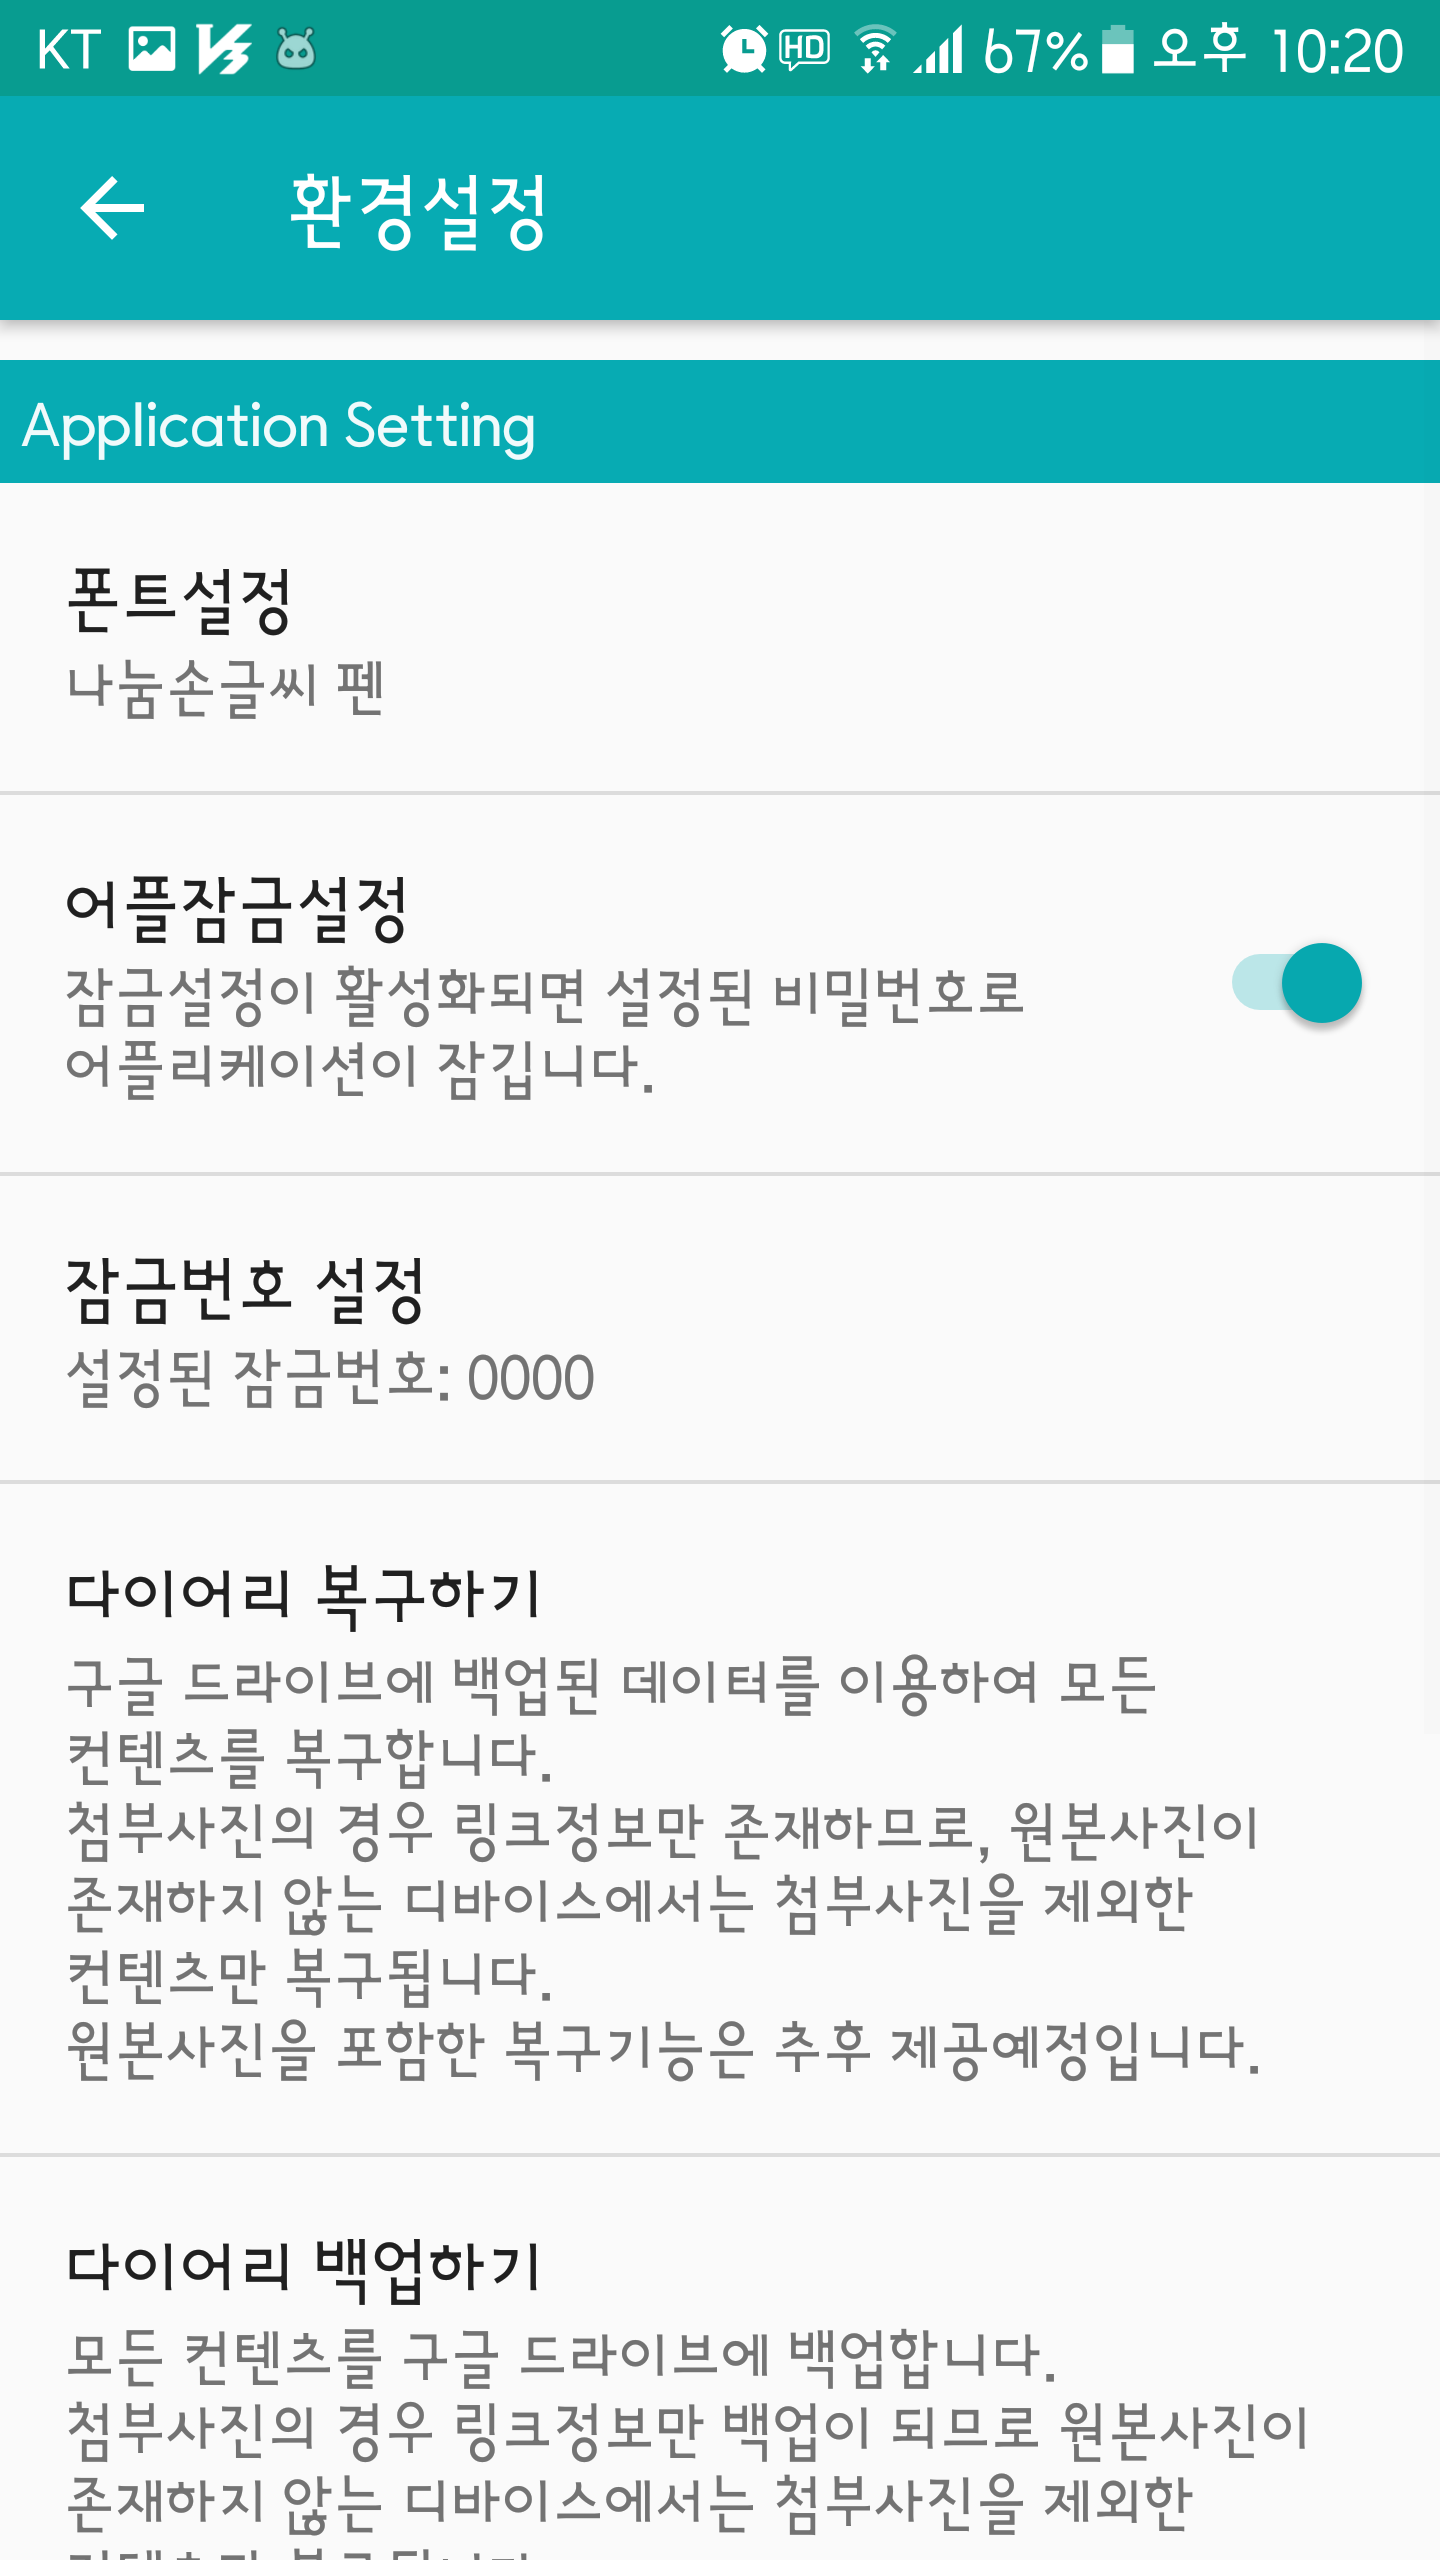 KT HD 67% 오후 10:20
환경설정
Application Setting
폰트설정
나눔손글씨 펜
어플잠금설정
잠금설정이 활성화되면 설정된 비밀번호로
어플리케이션이 잠깁니다.
잠금번호 설정
설정된 잠금번호: 0000
다이어리 복구하기
구글 드라이브에 백업된 데이터를 이용하여 모든
컨텐츠를 복구합니다.
첨부사진의 경우 링크정보만 존재하므로, 원본사진이
존재하지 않는 디바이스에서는 첨부사진을 제외한
컨텐츠만 복구됩니다.
원본사진을 포함한 복구기능은 추후 제공예정입니다.
다이어리 백업하기
모든 컨텐츠를 구글 드라이브에 백업합니다.
첨부사진의 경우 링크정보만 백업이 되므로 원본사진이
존재하지 않는 디바이스에서는 첨부사진을 제외한